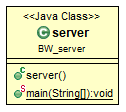 <<Java Class>>
server
BW_server
server()
main(String[]):void